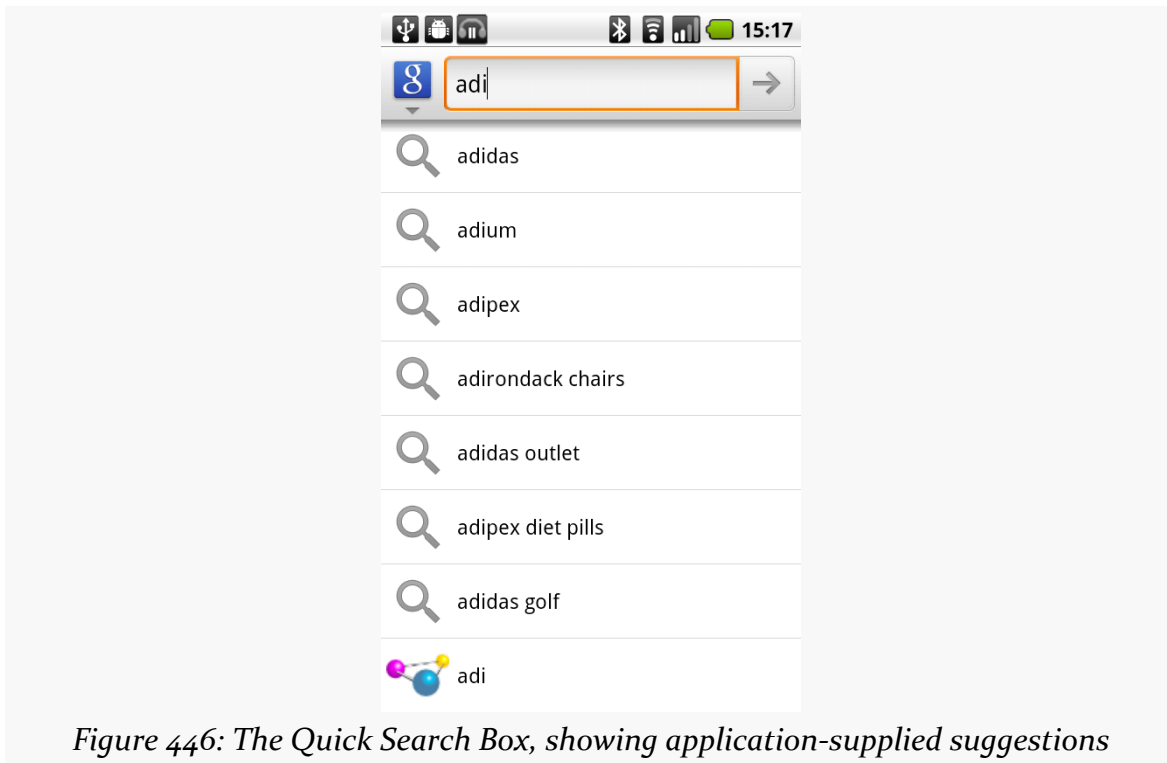 15:17
g
adi
adidas
adium
adipex
adirondack chairs
adidas outlet
adipex diet pills
adidas golf
adi
Figure 446: The Quick Search Box, showing application-supplied suggestions